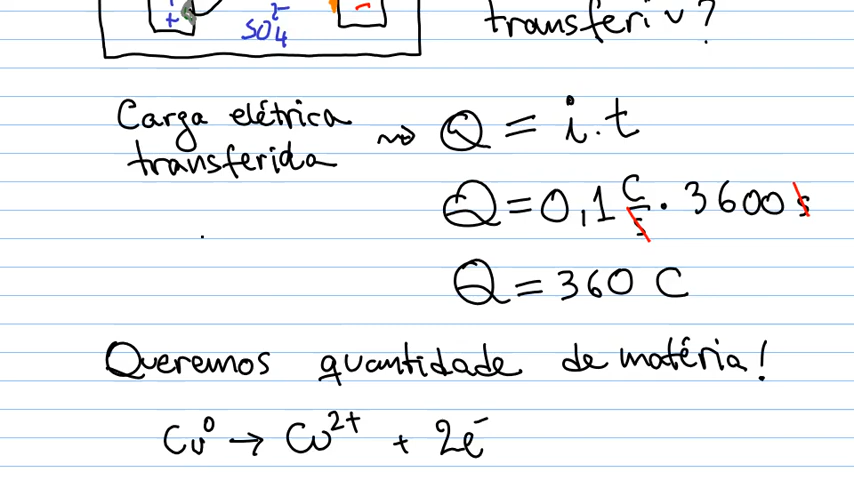 + SO₄²⁻ −
transferiu?
Carga elétrica
transferida ⇝ Q = i.t
Q = 0,1 C/s . 3600 s
Q = 360 C
Queremos quantidade de matéria!
Cu⁰ → Cu²⁺ + 2e⁻